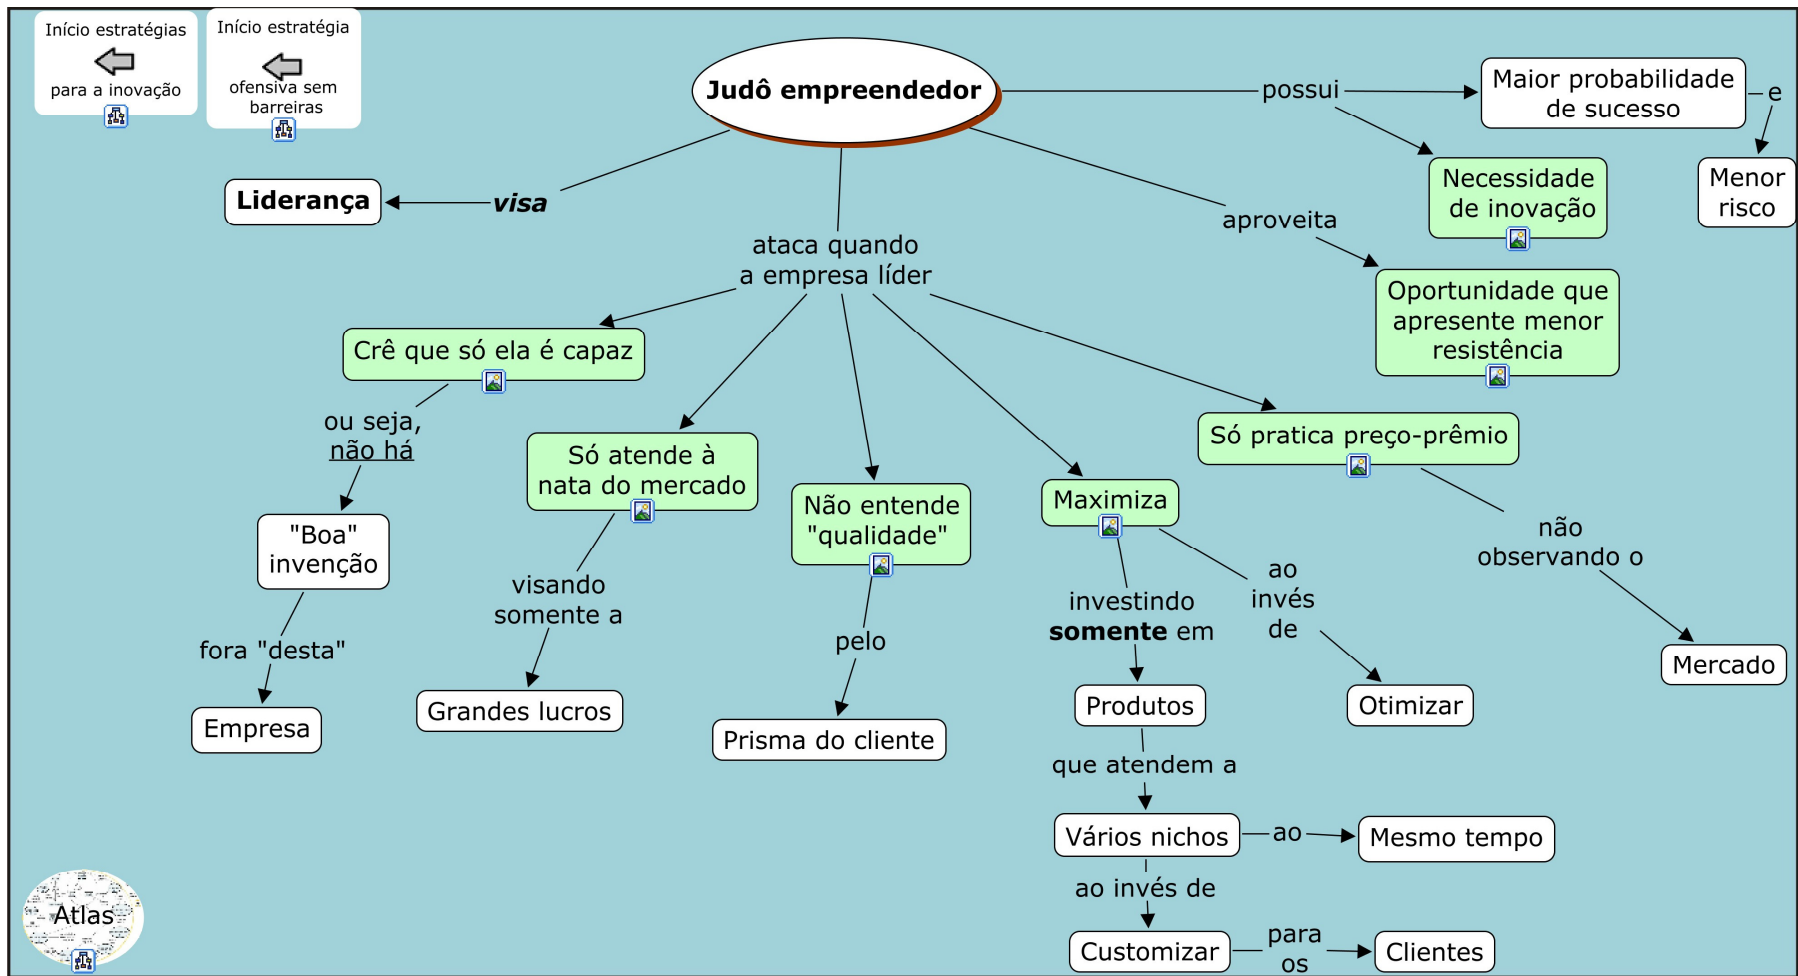 Início estratégias
para a inovação
Início estratégia
ofensiva sem
barreiras
Judô empreendedor
possui
Maior probabilidade
de sucesso
e
Menor
risco
Necessidade
de inovação
visa
Liderança
aproveita
Oportunidade que
apresente menor
resistência
ataca quando
a empresa líder
Crê que só ela é capaz
ou seja,
não há
"Boa"
invenção
fora "desta"
Empresa
Só atende à
nata do mercado
visando
somente a
Grandes lucros
Não entende
"qualidade"
pelo
Prisma do cliente
Maximiza
investindo
somente em
Produtos
que atendem a
Vários nichos
ao
Mesmo tempo
ao invés de
Customizar
para
os
Clientes
ao
invés
de
Otimizar
Só pratica preço-prêmio
não
observando o
Mercado
Atlas